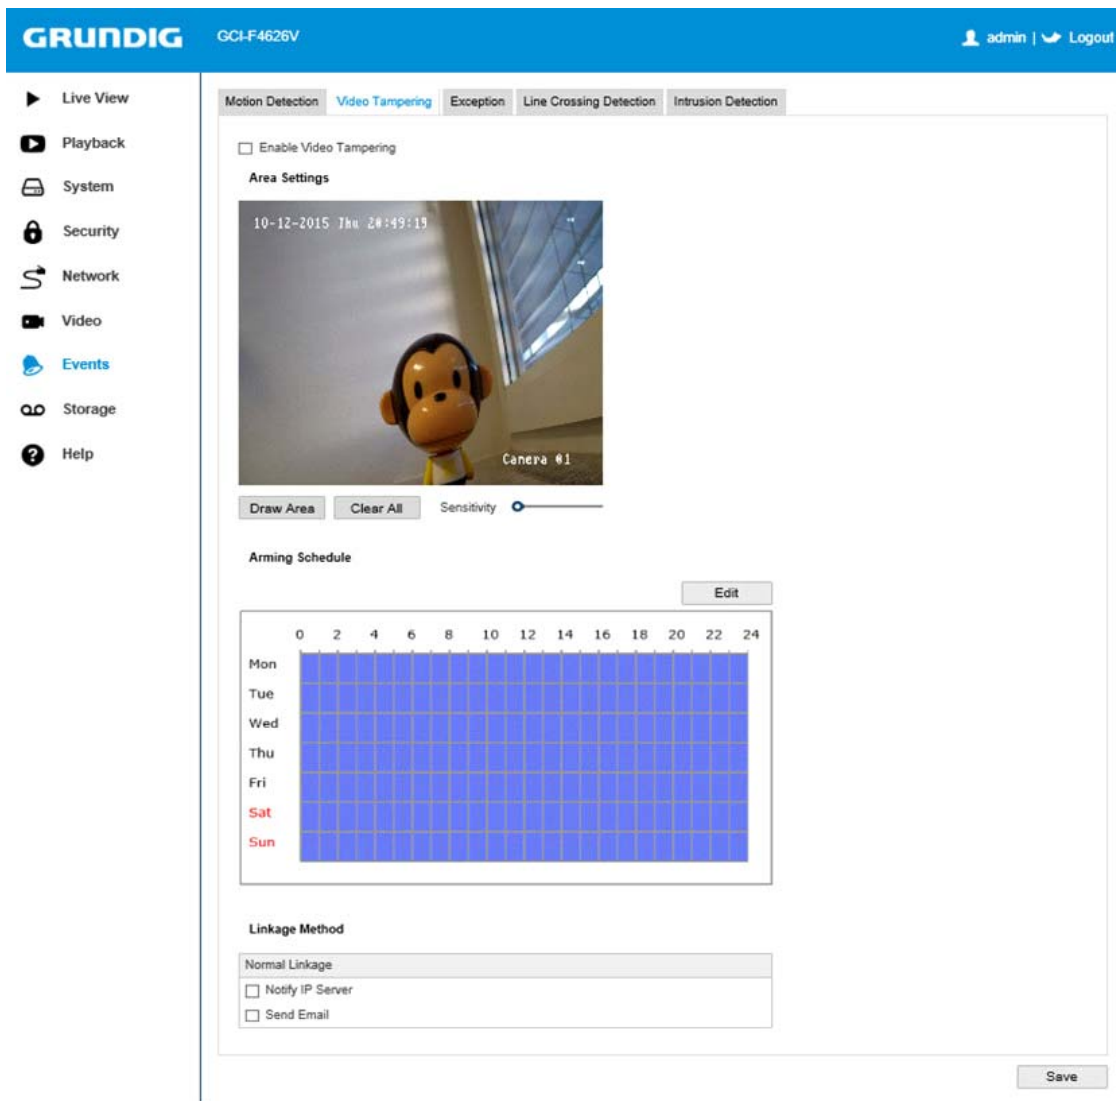 GRUNDIG
GCI-F4626V
admin | Logout
Live View
Playback
System
Security
Network
Video
Events
Storage
Help
Motion Detection Video Tampering Exception Line Crossing Detection Intrusion Detection
Enable Video Tampering
Area Settings
10-12-2015 Thu 20:49:19
Camera 01
Draw Area Clear All Sensitivity
Arming Schedule
Edit
0 2 4 6 8 10 12 14 16 18 20 22 24
Mon
Tue
Wed
Thu
Fri
Sat
Sun
Linkage Method
Normal Linkage
Notify IP Server
Send Email
Save